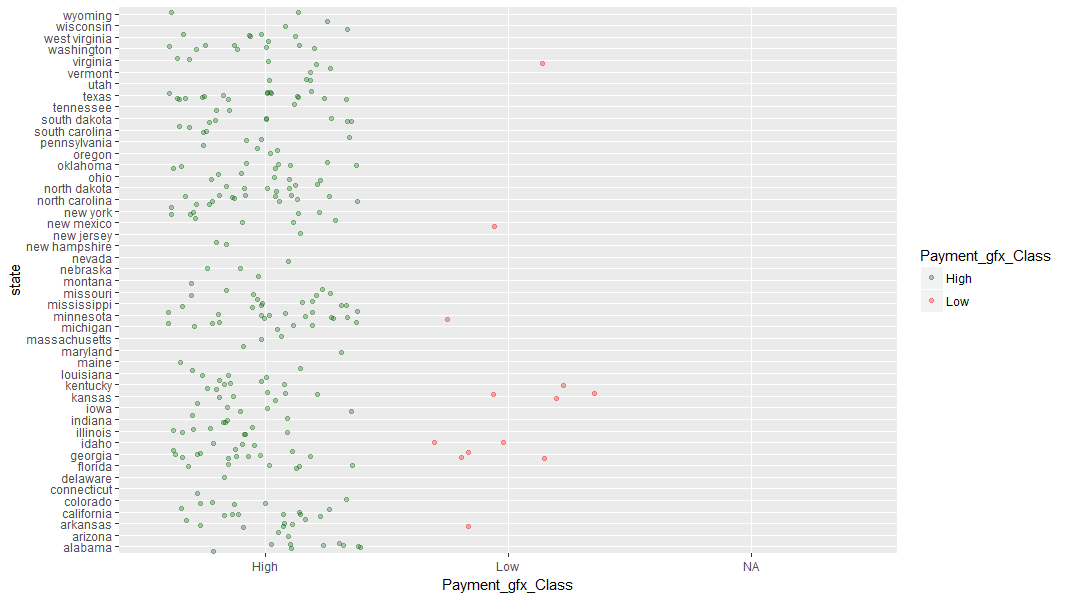 wyoming
wisconsin
west virginia
washington
virginia
vermont
utah
texas
tennessee
south dakota
south carolina
pennsylvania
oregon
oklahoma
ohio
north dakota
north carolina
new york
new mexico
new jersey
new hampshire
nevada
nebraska
montana
missouri
mississippi
minnesota
michigan
massachusetts
maryland
maine
louisiana
kentucky
kansas
iowa
indiana
illinois
idaho
georgia
florida
delaware
connecticut
colorado
california
arkansas
arizona
alabama
state
High Low NA
Payment_gfx_Class
Payment_gfx_Class
High
Low